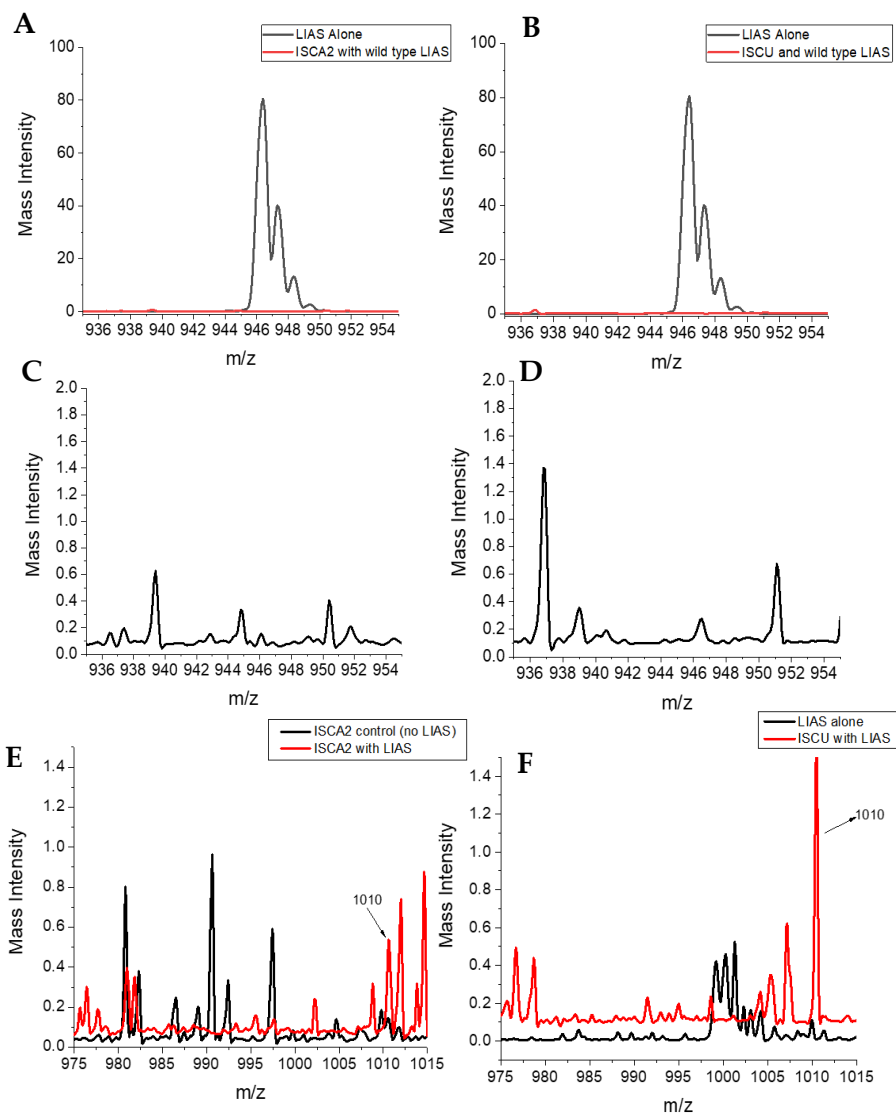 A
LIAS Alone
ISCA2 with wild type LIAS
100
80
60
40
20
0
Mass Intensity
936 938 940 942 944 946 948 950 952 954
m/z
B
LIAS Alone
ISCU and wild type LIAS
100
80
60
40
20
0
Mass Intensity
936 938 940 942 944 946 948 950 952 954
m/z
C
2.0
1.8
1.6
1.4
1.2
1.0
0.8
0.6
0.4
0.2
0.0
Mass Intensity
936 938 940 942 944 946 948 950 952 954
m/z
D
2.0
1.8
1.6
1.4
1.2
1.0
0.8
0.6
0.4
0.2
0.0
Mass Intensity
936 938 940 942 944 946 948 950 952 954
m/z
E
ISCA2 control (no LIAS)
ISCA2 with LIAS
1.4
1.2
1.0
0.8
0.6
0.4
0.2
0.0
Mass Intensity
1010
975 980 985 990 995 1000 1005 1010 1015
m/z
F
LIAS alone
ISCU with LIAS
1.4
1.2
1.0
0.8
0.6
0.4
0.2
0.0
Mass Intensity
1010
975 980 985 990 995 1000 1005 1010 1015
m/z